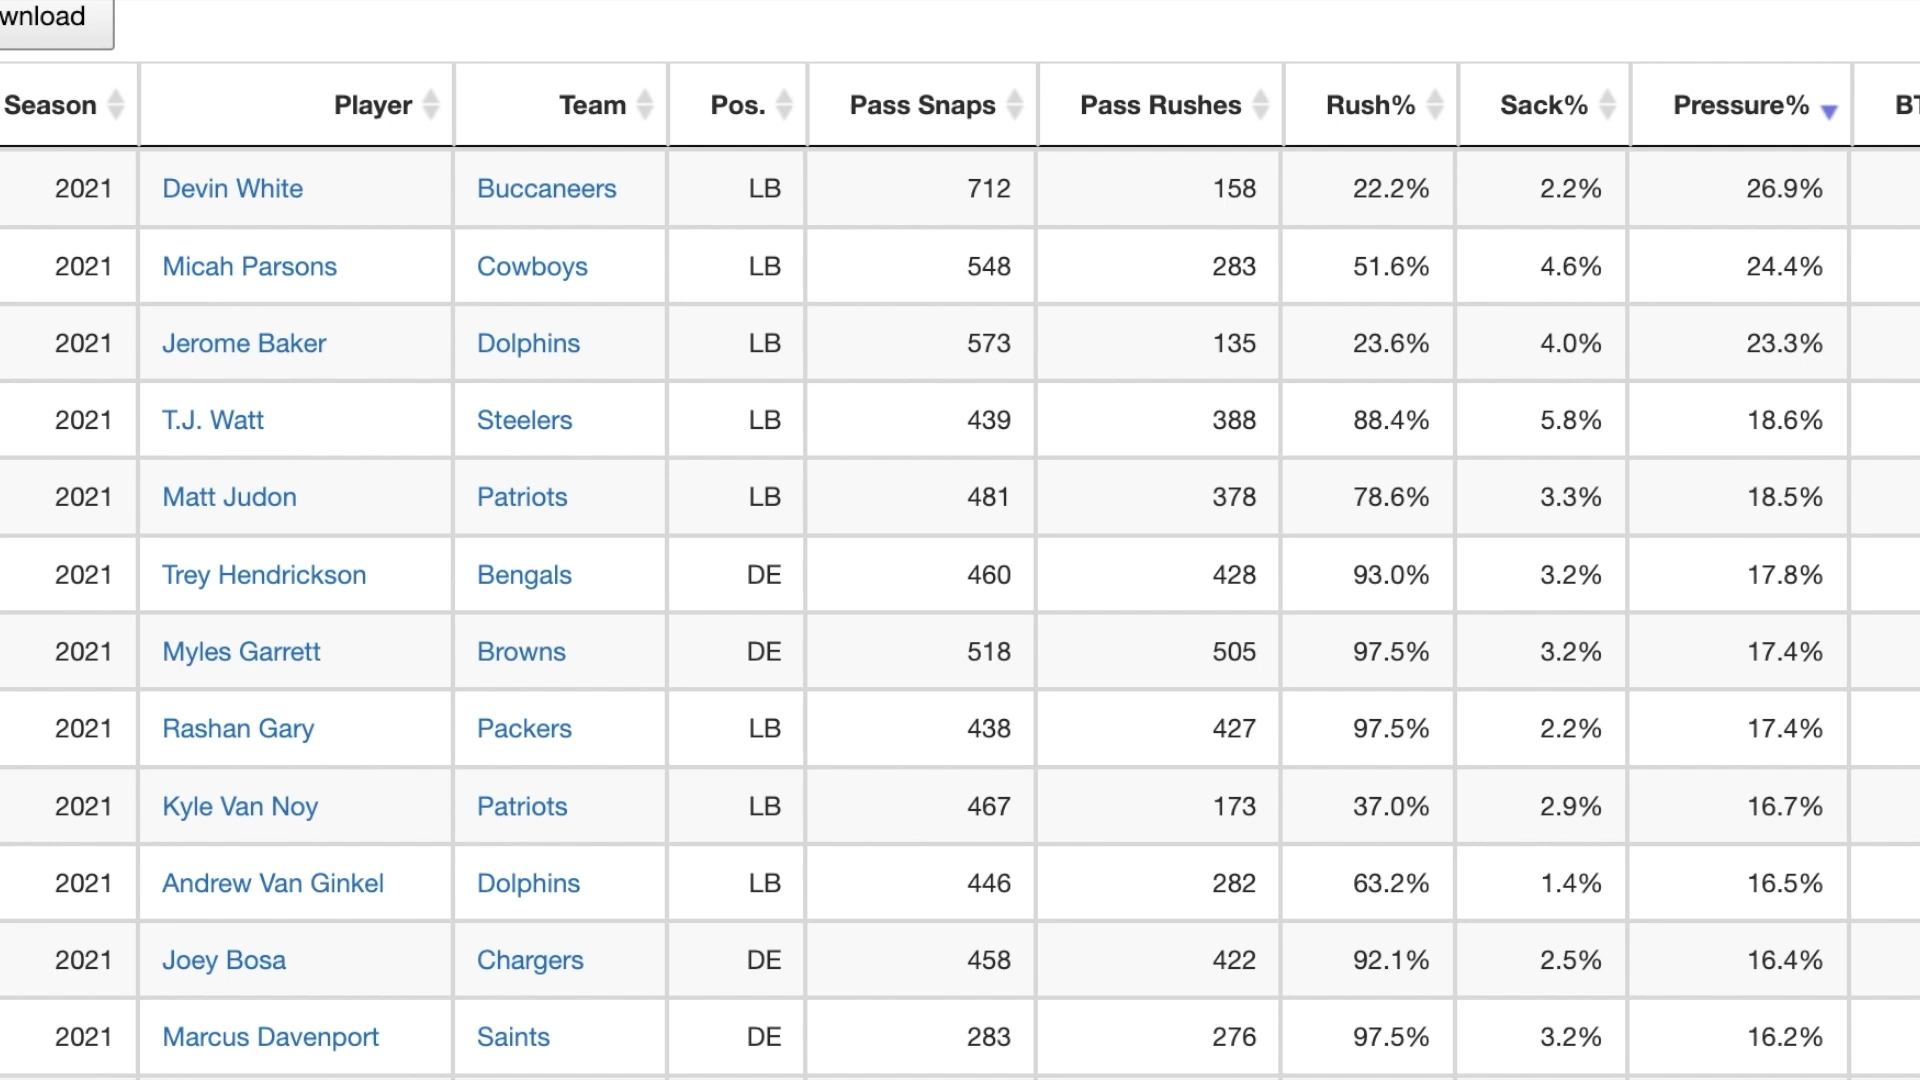 wnload
Season Player Team Pos. Pass Snaps Pass Rushes Rush% Sack% Pressure% BT
2021 Devin White Buccaneers LB 712 158 22.2% 2.2% 26.9%
2021 Micah Parsons Cowboys LB 548 283 51.6% 4.6% 24.4%
2021 Jerome Baker Dolphins LB 573 135 23.6% 4.0% 23.3%
2021 T.J. Watt Steelers LB 439 388 88.4% 5.8% 18.6%
2021 Matt Judon Patriots LB 481 378 78.6% 3.3% 18.5%
2021 Trey Hendrickson Bengals DE 460 428 93.0% 3.2% 17.8%
2021 Myles Garrett Browns DE 518 505 97.5% 3.2% 17.4%
2021 Rashan Gary Packers LB 438 427 97.5% 2.2% 17.4%
2021 Kyle Van Noy Patriots LB 467 173 37.0% 2.9% 16.7%
2021 Andrew Van Ginkel Dolphins LB 446 282 63.2% 1.4% 16.5%
2021 Joey Bosa Chargers DE 458 422 92.1% 2.5% 16.4%
2021 Marcus Davenport Saints DE 283 276 97.5% 3.2% 16.2%